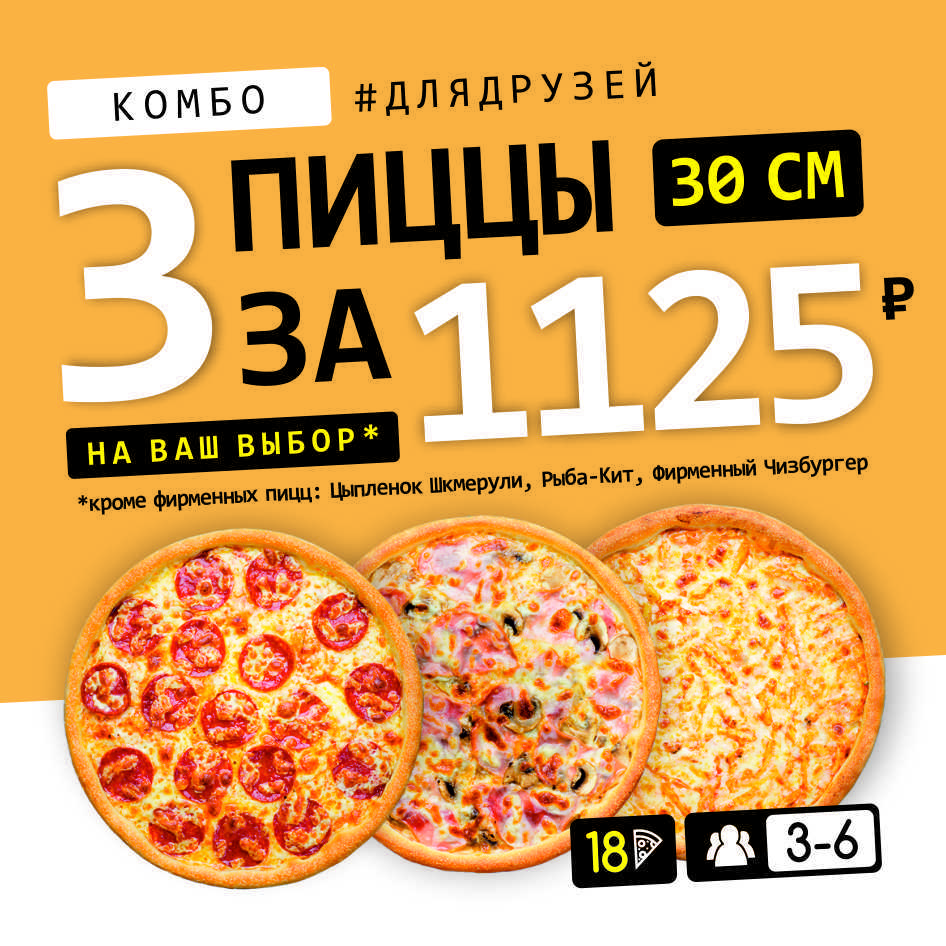 КОМБО #ДЛЯДРУЗЕЙ
3 ПИЦЦЫ 30 СМ
ЗА 1125 ₽
НА ВАШ ВЫБОР*
*кроме фирменных пицц: Цыпленок Шкмерули, Рыба-Кит, Фирменный Чизбургер
18 3-6